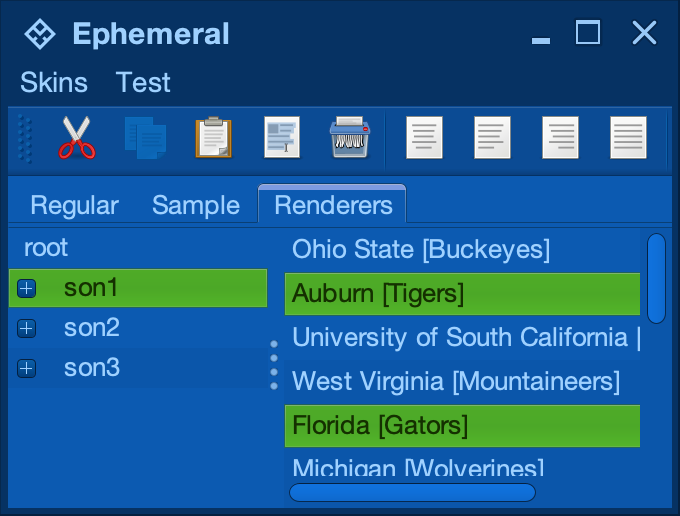 Ephemeral
Skins Test
Regular Sample Renderers
root
son1
son2
son3
Ohio State [Buckeyes]
Auburn [Tigers]
University of South California [
West Virginia [Mountaineers]
Florida [Gators]
Michigan [Wolverines]